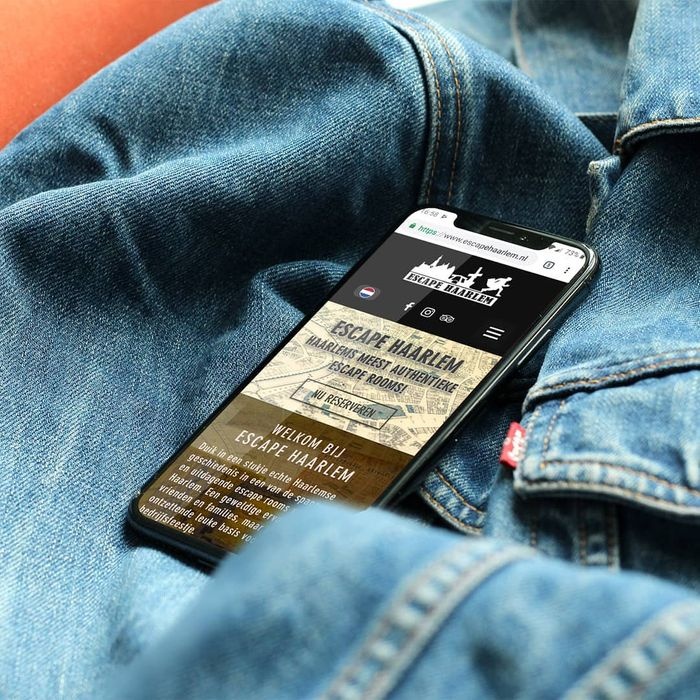 16:58
73%
https://www.escapehaarlem.nl
ESCAPE HAARLEM
ESCAPE HAARLEM
HAARLEMS MEEST AUTHENTIEKE
ESCAPE ROOMS!
NU RESERVEREN
WELKOM BIJ
ESCAPE HAARLEM
Duik in een stukje echte Haarlemse
geschiedenis in een van de
en uitdagende escape rooms
Haarlem. Een geweldige
vrienden en families, maar
ontzettende leuke basis
bedrijfsfeestje.